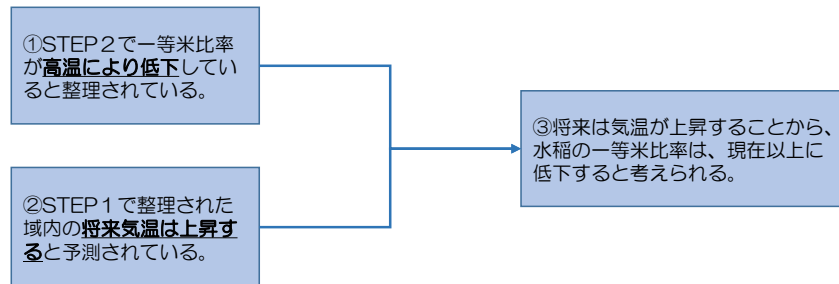 ①STEP２で一等米比率
が高温により低下してい
ると整理されている。
②STEP１で整理された
域内の将来気温は上昇す
ると予測されている。
③将来は気温が上昇することから、
水稲の一等米比率は、現在以上に
低下すると考えられる。